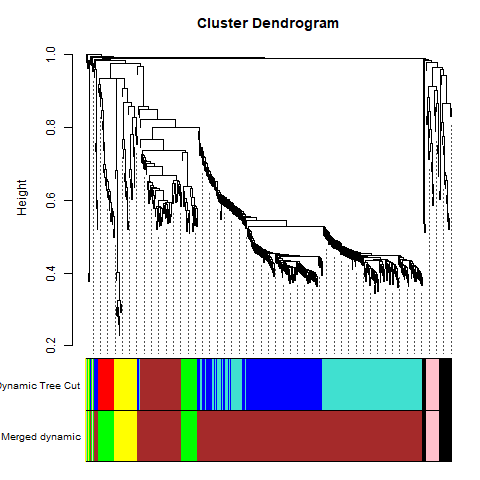 Cluster Dendrogram
1.0
0.8
0.6
0.4
0.2
Height
Dynamic Tree Cut
Merged dynamic